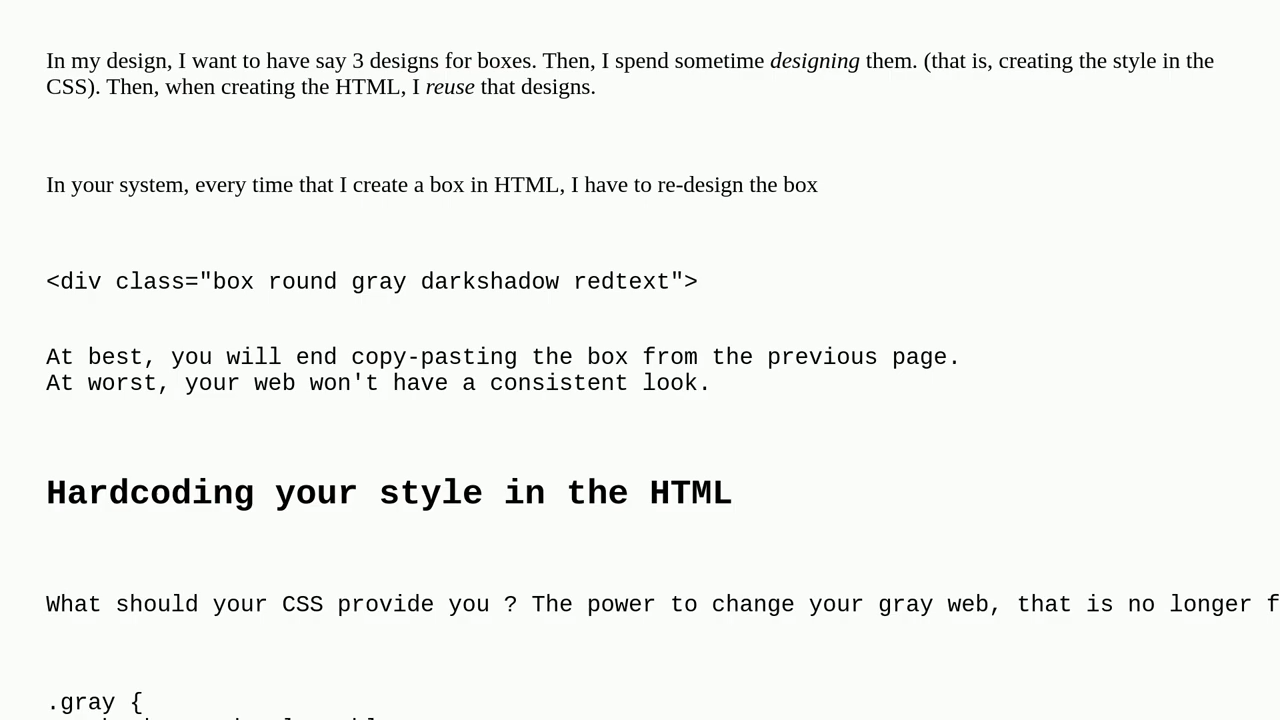 In my design, I want to have say 3 designs for boxes. Then, I spend sometime designing them. (that is, creating the style in the
CSS). Then, when creating the HTML, I reuse that designs.
In your system, every time that I create a box in HTML, I have to re-design the box
<div class="box round gray darkshadow redtext">
At best, you will end copy-pasting the box from the previous page.
At worst, your web won't have a consistent look.
Hardcoding your style in the HTML
What should your CSS provide you ? The power to change your gray web, that is no longer
.gray {